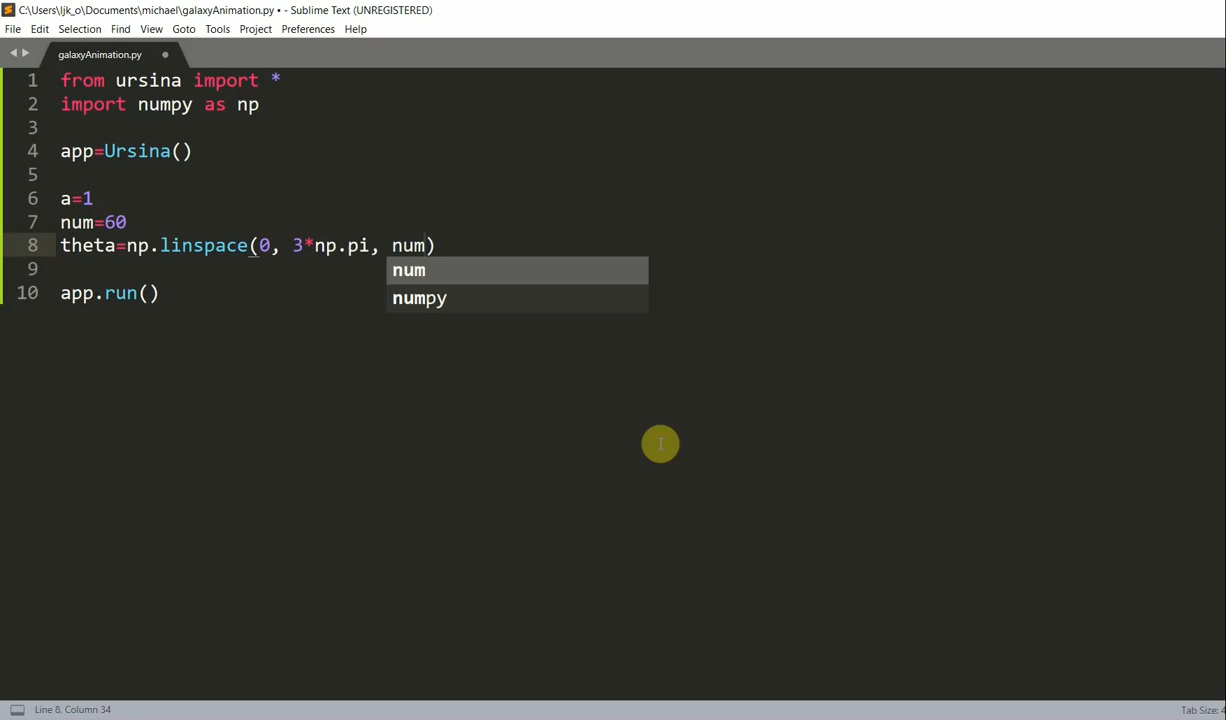 C:\Users\ljk_o\Documents\michael\galaxyAnimation.py • - Sublime Text (UNREGISTERED)
File Edit Selection Find View Goto Tools Project Preferences Help
galaxyAnimation.py
1 from ursina import *
2 import numpy as np
3
4 app=Ursina()
5
6 a=1
7 num=60
8 theta=np.linspace(0, 3*np.pi, num)
9 num
numpy
10 app.run()
Line 8, Column 34
Tab Size: 4